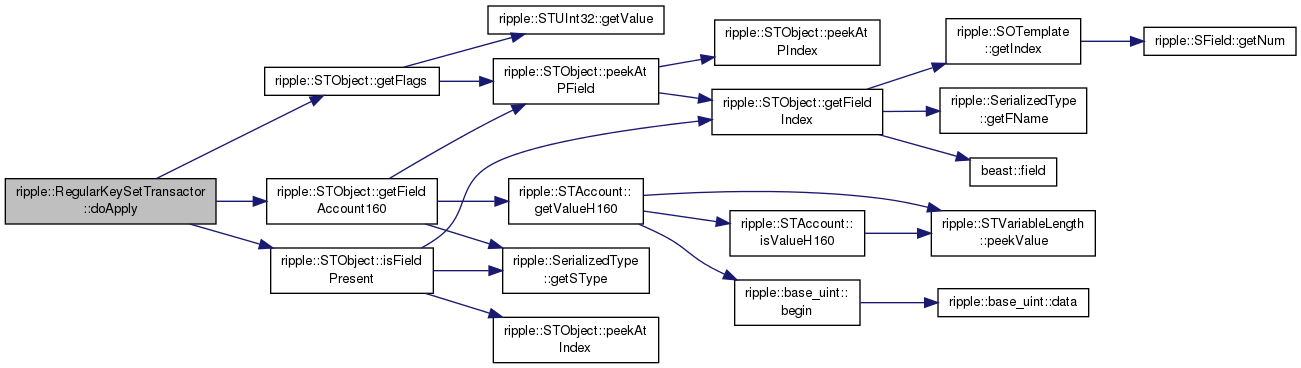 ripple::RegularKeySetTransactor
::doApply
ripple::STObject::getFlags
ripple::STObject::getField
Account160
ripple::STObject::isField
Present
ripple::STUInt32::getValue
ripple::STObject::peekAt
PField
ripple::STAccount::
getValueH160
ripple::SerializedType
::getSType
ripple::STObject::peekAt
Index
ripple::STObject::peekAt
PIndex
ripple::STObject::getField
Index
ripple::STAccount::
isValueH160
ripple::base_uint::
begin
ripple::SOTemplate
::getIndex
ripple::SerializedType
::getFName
beast::field
ripple::STVariableLength
::peekValue
ripple::base_uint::data
ripple::SField::getNum